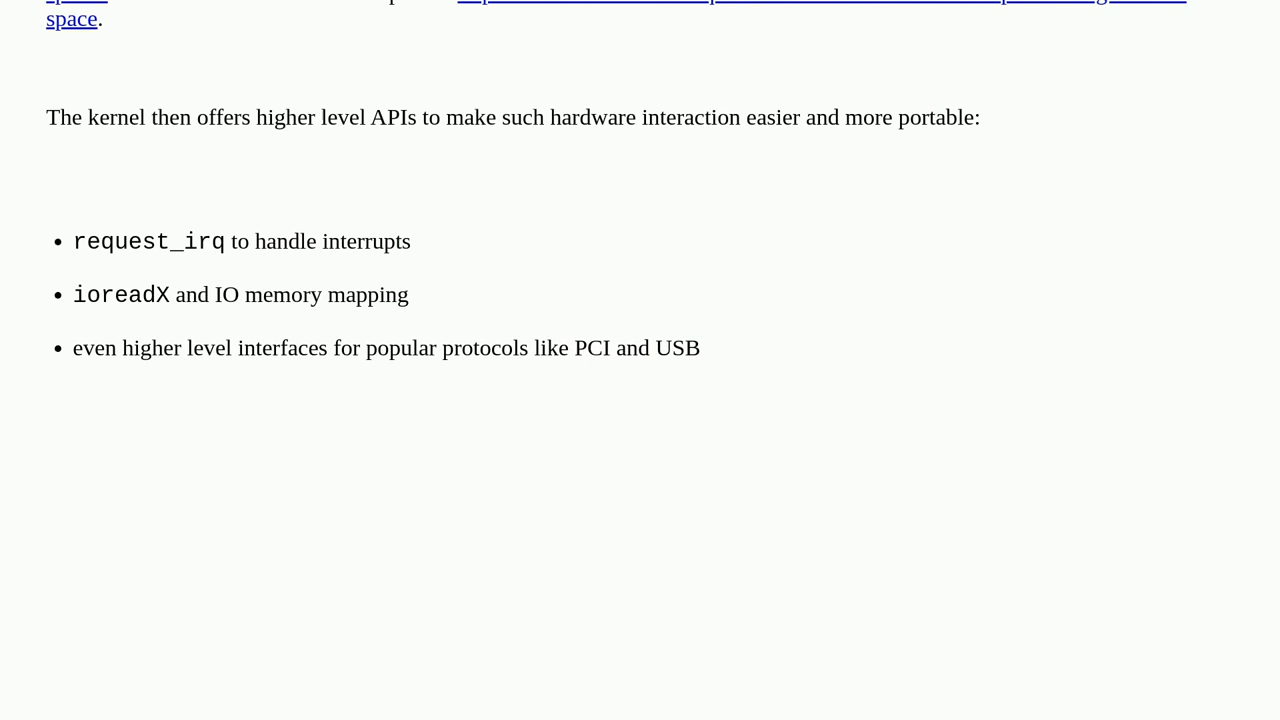 space.
The kernel then offers higher level APIs to make such hardware interaction easier and more portable:
• request_irq to handle interrupts
• ioreadX and IO memory mapping
• even higher level interfaces for popular protocols like PCI and USB